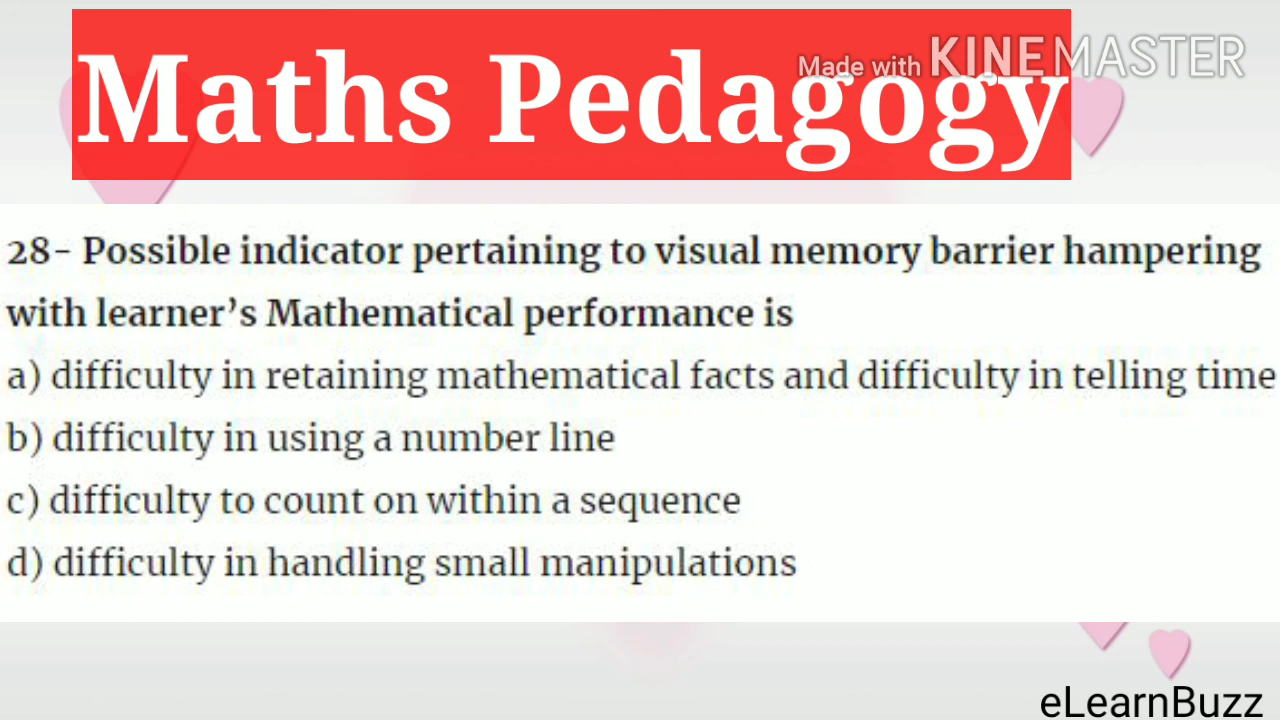 Made with KINEMASTER
Maths Pedagogy
28- Possible indicator pertaining to visual memory barrier hampering
with learner’s Mathematical performance is
a) difficulty in retaining mathematical facts and difficulty in telling time
b) difficulty in using a number line
c) difficulty to count on within a sequence
d) difficulty in handling small manipulations
eLearnBuzz